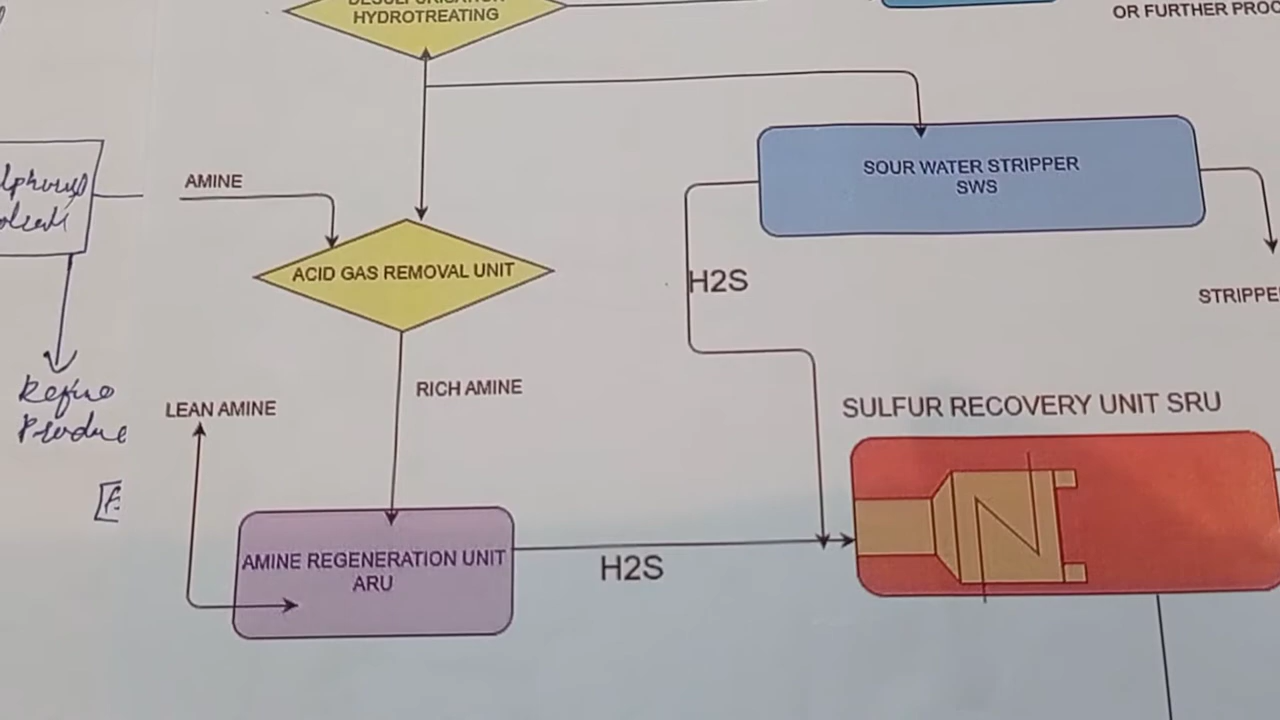 HYDROTREATING
OR FURTHER PROC
SOUR WATER STRIPPER
SWS
AMINE
ACID GAS REMOVAL UNIT
H2S
STRIPPE
RICH AMINE
LEAN AMINE
SULFUR RECOVERY UNIT SRU
AMINE REGENERATION UNIT
ARU
H2S
Produc